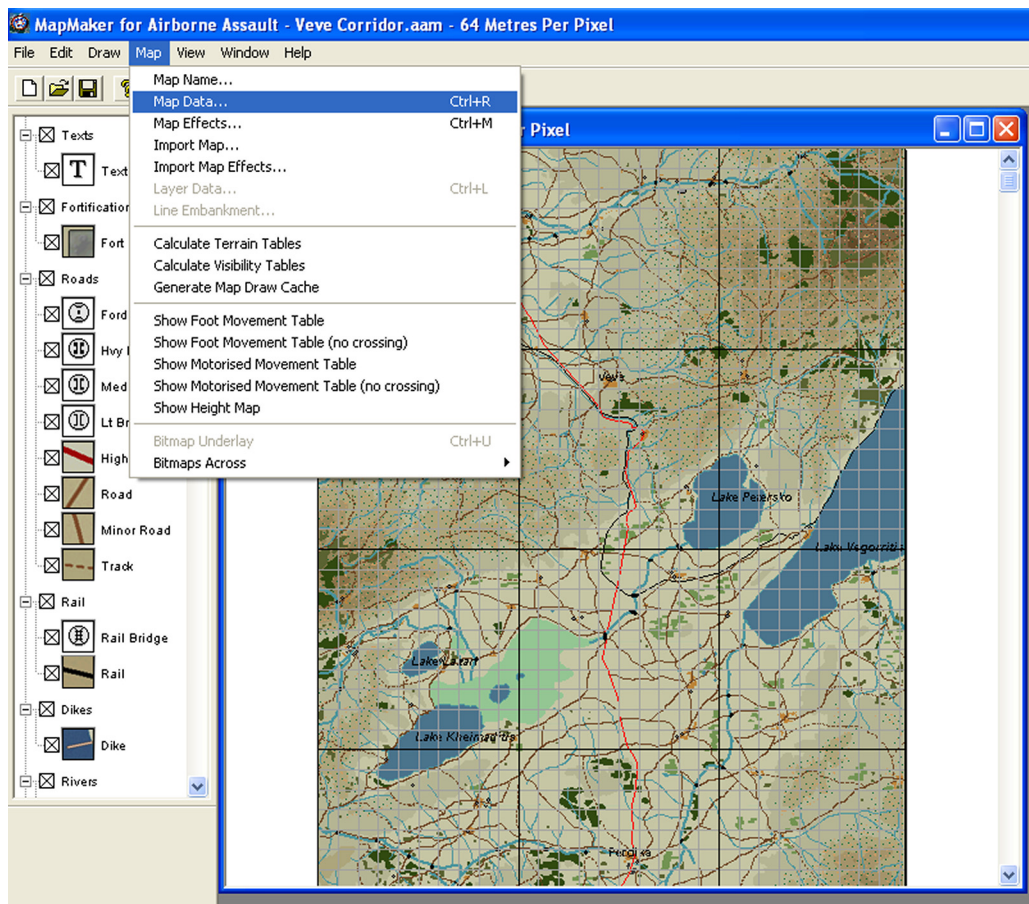 MapMaker for Airborne Assault - Veve Corridor.aam - 64 Metres Per Pixel
File Edit Draw Map View Window Help
Map Name...
Map Data... Ctrl+R
Map Effects... Ctrl+M
Import Map...
Import Map Effects...
Layer Data... Ctrl+L
Line Embankment...
Calculate Terrain Tables
Calculate Visibility Tables
Generate Map Draw Cache
Show Foot Movement Table
Show Foot Movement Table (no crossing)
Show Motorised Movement Table
Show Motorised Movement Table (no crossing)
Show Height Map
Bitmap Underlay Ctrl+U
Bitmaps Across
Texts
T Text
Fortification
Fort
Roads
Ford
Hvy
Med
Lt Br
High
Road
Minor Road
Track
Rail
Rail Bridge
Rail
Dikes
Dike
Rivers
Pixel
Veve
Lake Petersko
Lake Vegorritis
Lake Kheimaditis
Perdika